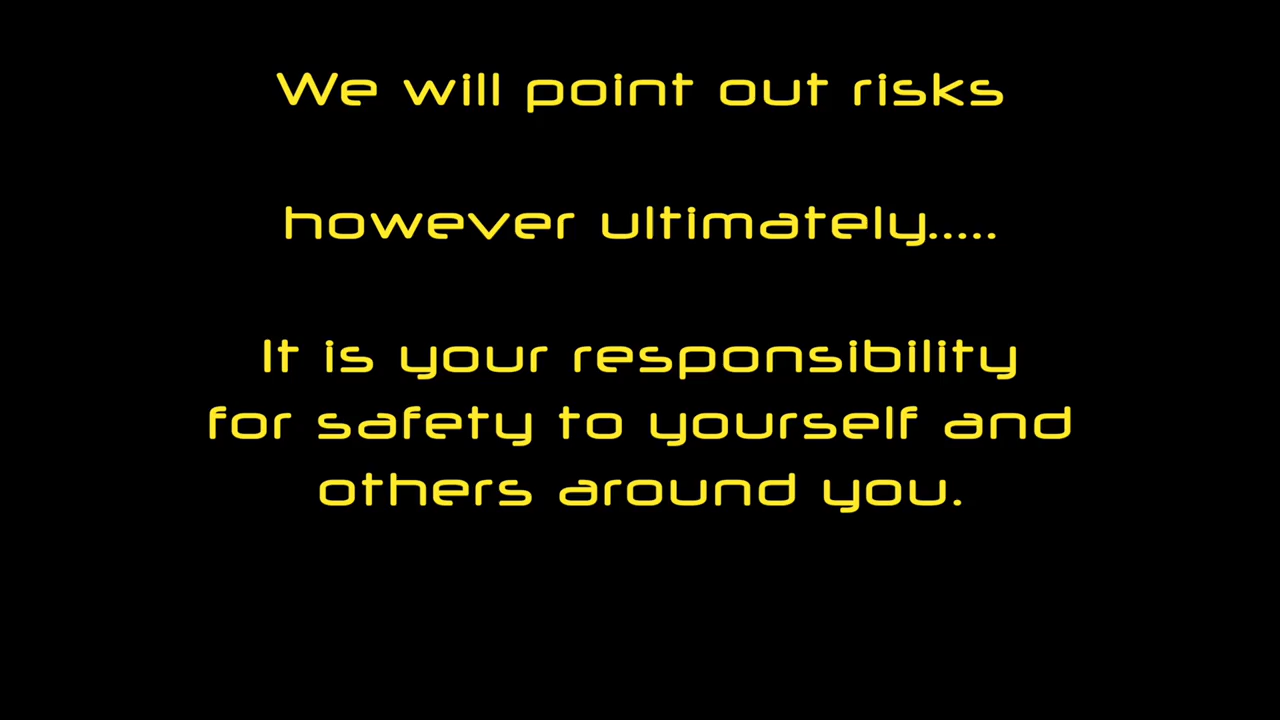 We will point out risks
however ultimately.....
It is your responsibility
for safety to yourself and
others around you.